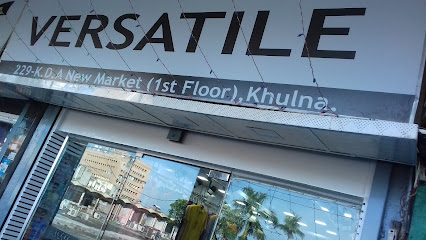 VERSATILE
229-K.D.A New Market (1st Floor),Khulna.